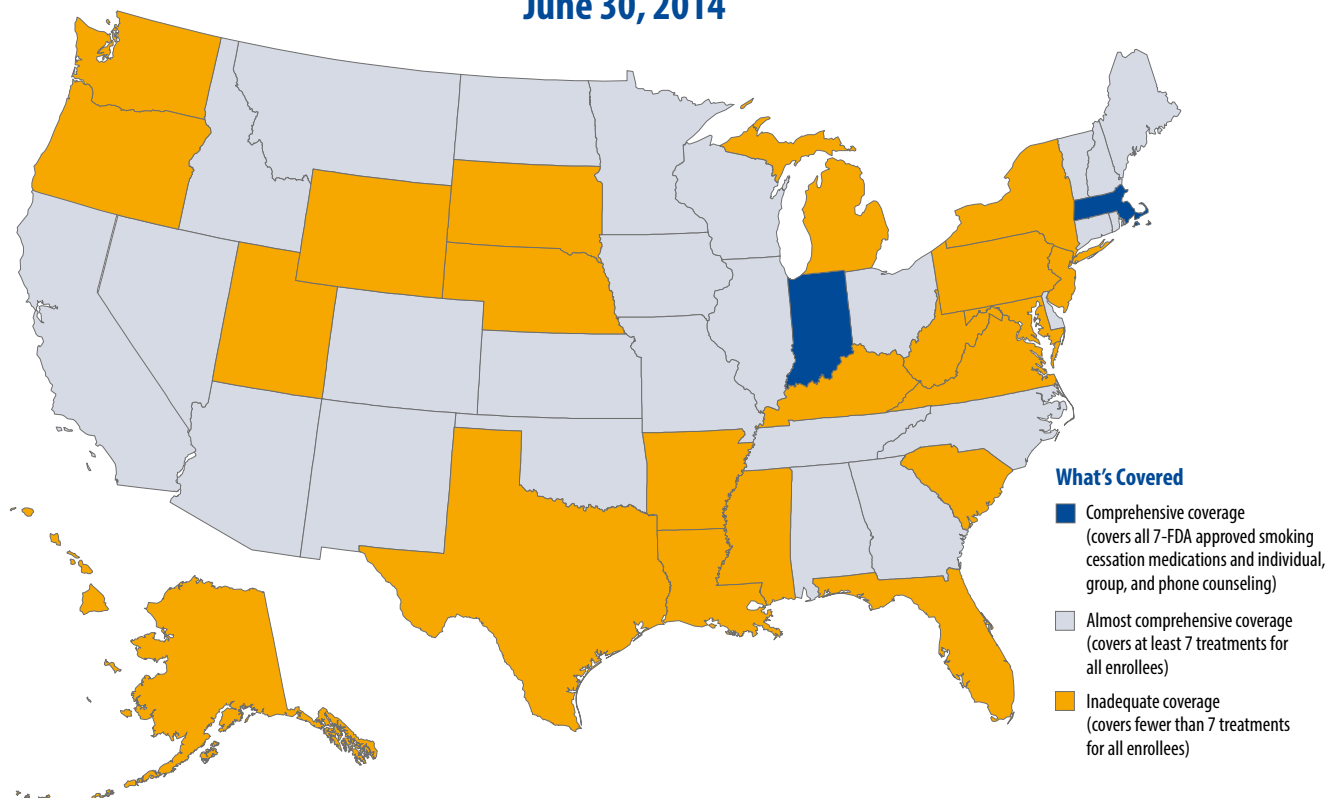 June 30, 2014
What's Covered
Comprehensive coverage
(covers all 7-FDA approved smoking
cessation medications and individual,
group, and phone counseling)
Almost comprehensive coverage
(covers at least 7 treatments for
all enrollees)
Inadequate coverage
(covers fewer than 7 treatments
for all enrollees)